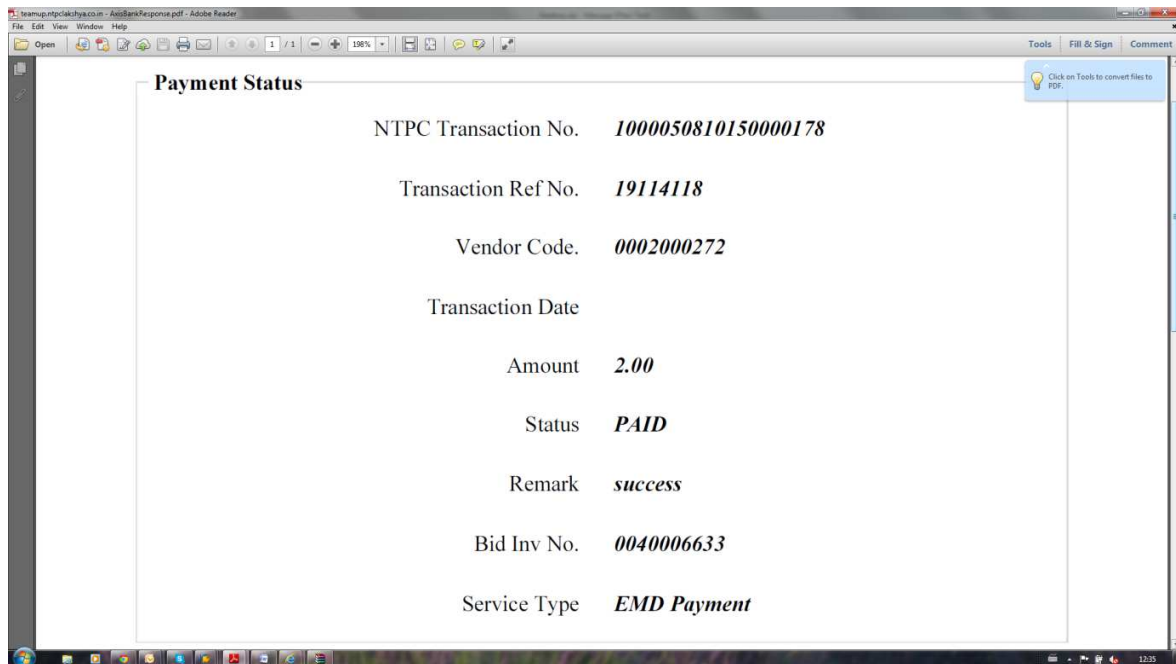 teamup.ntpclakshya.co.in - AxisBankResponse.pdf - Adobe Reader
File Edit View Window Help
Open 1 / 1 198% Tools Fill & Sign Comment
Click on Tools to convert files to
PDF.
Payment Status
NTPC Transaction No. 1000050810150000178
Transaction Ref No. 19114118
Vendor Code. 0002000272
Transaction Date
Amount 2.00
Status PAID
Remark success
Bid Inv No. 0040006633
Service Type EMD Payment
12:35